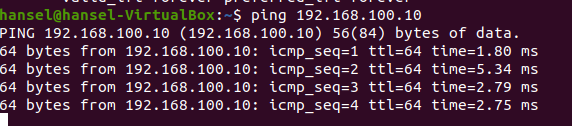 valid_lft forever preferred_lft forever
hansel@hansel-VirtualBox:~$ ping 192.168.100.10
PING 192.168.100.10 (192.168.100.10) 56(84) bytes of data.
64 bytes from 192.168.100.10: icmp_seq=1 ttl=64 time=1.80 ms
64 bytes from 192.168.100.10: icmp_seq=2 ttl=64 time=5.34 ms
64 bytes from 192.168.100.10: icmp_seq=3 ttl=64 time=2.79 ms
64 bytes from 192.168.100.10: icmp_seq=4 ttl=64 time=2.75 ms